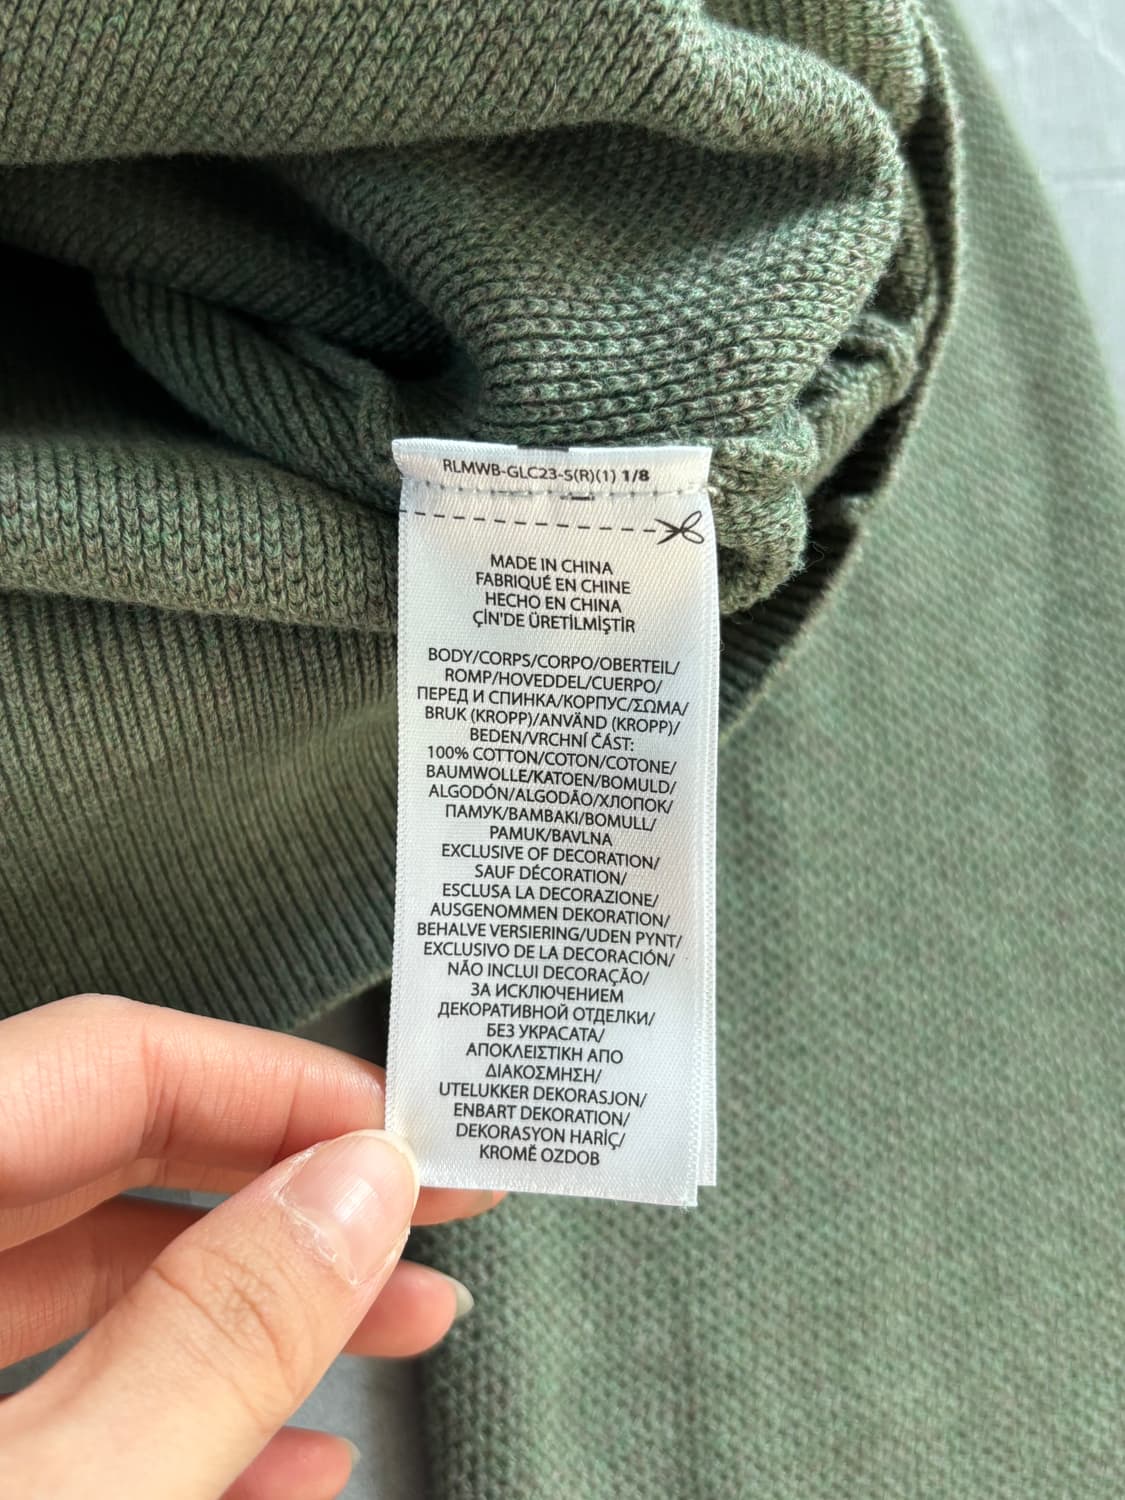 RLMWB-GLC23-S(R)(1) 1/8
MADE IN CHINA
FABRIQUÉ EN CHINE
HECHO EN CHINA
ÇİN'DE ÜRETİLMİŞTİR
BODY/CORPS/CORPO/OBERTEIL/
ROMP/HOVEDDEL/CUERPO/
ПЕРЕД И СПИНКА/КОРПУС/ΣΩΜΑ/
BRUK (KROPP)/ANVÄND (KROPP)/
BEDEN/VRCHNÍ ČÁST:
100% COTTON/COTON/COTONE/
BAUMWOLLE/KATOEN/BOMULD/
ALGODÓN/ALGODÃO/ХЛОПОК/
ПАМУК/ΒΑΜΒΑΚΙ/BOMULL/
PAMUK/BAVLNA
EXCLUSIVE OF DECORATION/
SAUF DÉCORATION/
ESCLUSA LA DECORAZIONE/
AUSGENOMMEN DEKORATION/
BEHALVE VERSIERING/UDEN PYNT/
EXCLUSIVO DE LA DECORACIÓN/
NÃO INCLUI DECORAÇÃO/
ЗА ИСКЛЮЧЕНИЕМ
ДЕКОРАТИВНОЙ ОТДЕЛКИ/
БЕЗ УКРАСАТА/
ΑΠΟΚΛΕΙΣΤΙΚΗ ΑΠΟ
ΔΙΑΚΟΣΜΗΣΗ/
UTELUKKER DEKORASJON/
ENBART DEKORATION/
DEKORASYON HARİÇ/
KROMĚ OZDOB